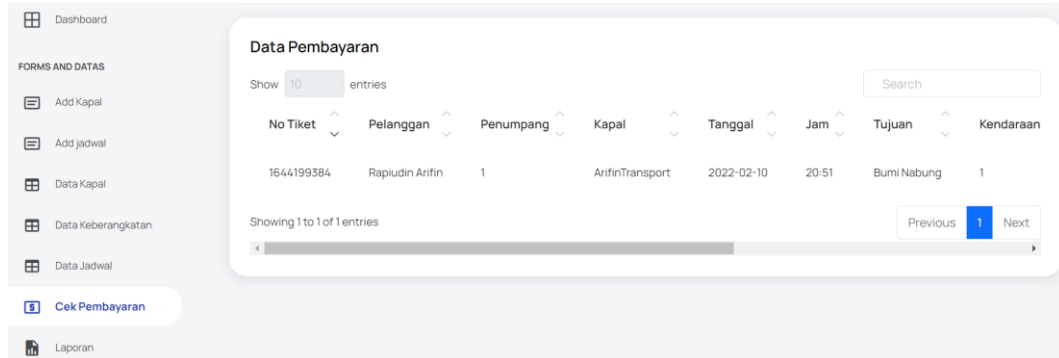 Dashboard
FORMS AND DATAS
Add Kapal
Add jadwal
Data Kapal
Data Keberangkatan
Data Jadwal
Cek Pembayaran
Laporan
Data Pembayaran
Show 10 entries
Search
No Tiket Pelanggan Penumpang Kapal Tanggal Jam Tujuan Kendaraan
1644199384 Rapiudin Arifin 1 ArifinTransport 2022-02-10 20:51 Bumi Nabung 1
Showing 1 to 1 of 1 entries
Previous 1 Next